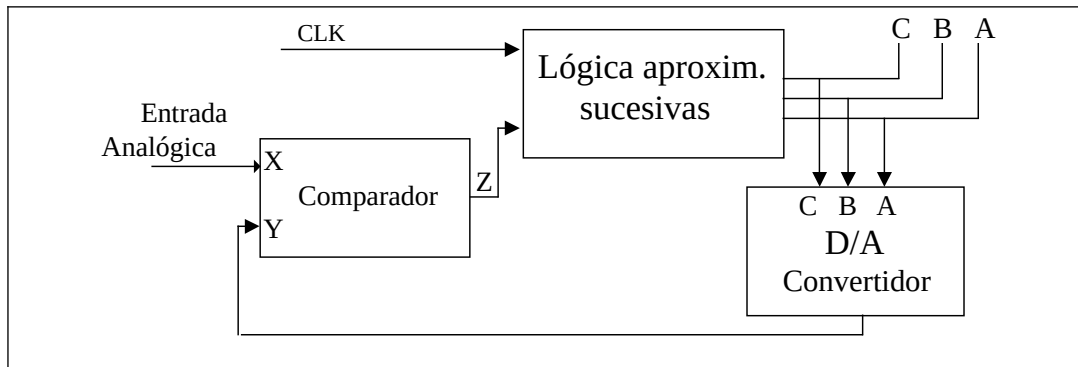 CLK
C B A
Lógica aproxim.
sucesivas
Entrada
Analógica
X
Comparador
Z
Y
C B A
D/A
Convertidor